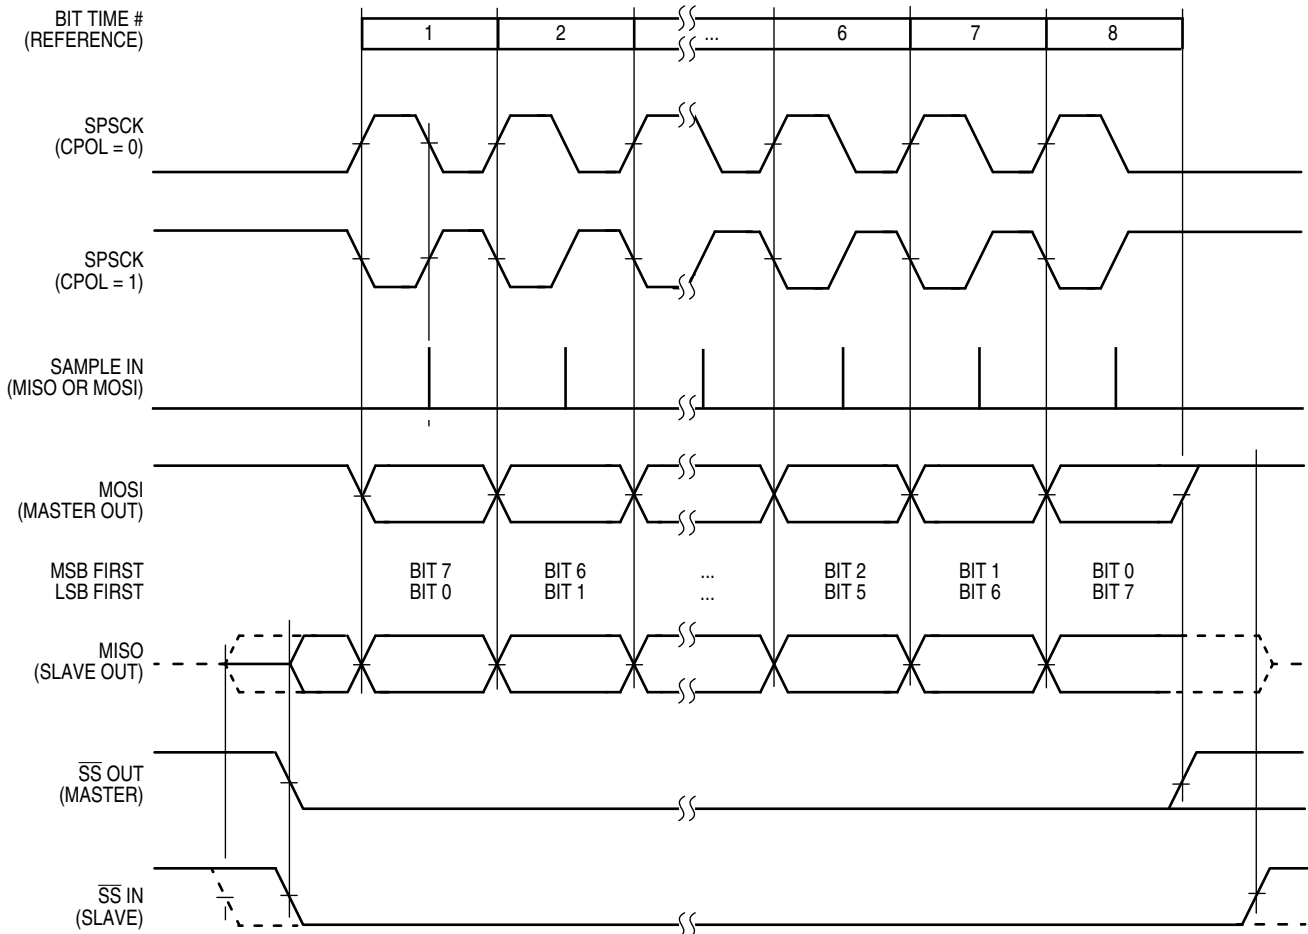 BIT TIME #
(REFERENCE)
1 2 ... 6 7 8
SPSCK
(CPOL = 0)
SPSCK
(CPOL = 1)
SAMPLE IN
(MISO OR MOSI)
MOSI
(MASTER OUT)
MSB FIRST BIT 7 BIT 6 ... BIT 2 BIT 1 BIT 0
LSB FIRST BIT 0 BIT 1 ... BIT 5 BIT 6 BIT 7
MISO
(SLAVE OUT)
SS OUT
(MASTER)
SS IN
(SLAVE)